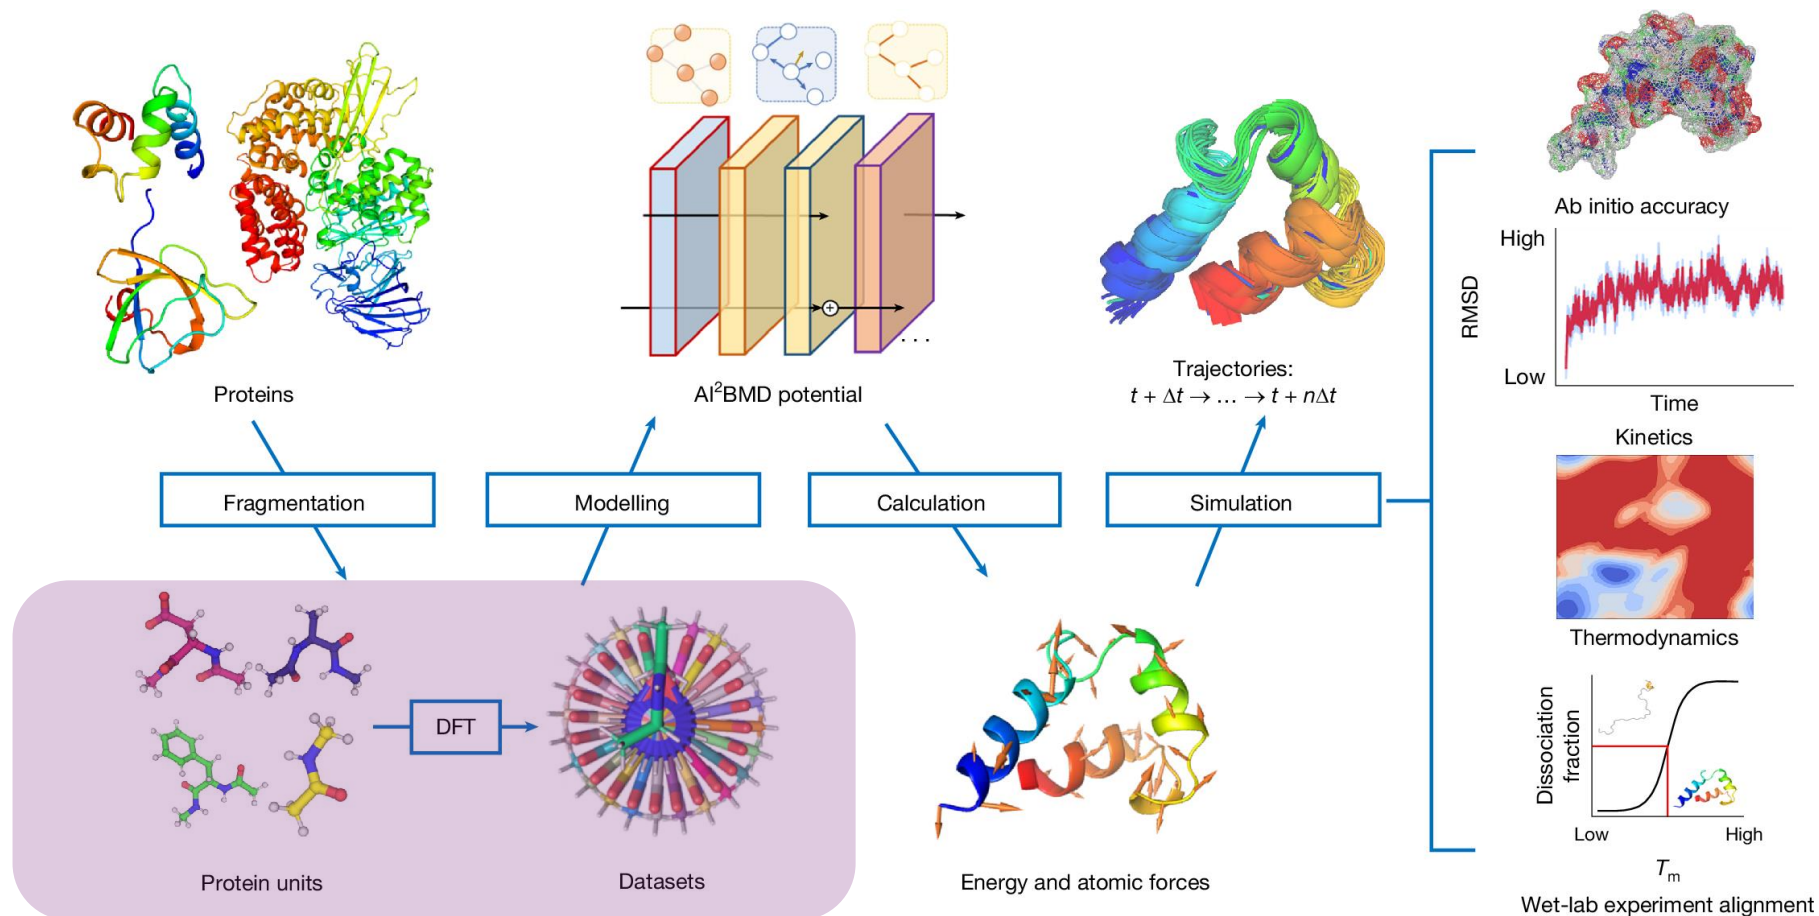 Proteins
AI²BMD potential
. . .
Trajectories:
t + Δt → … → t + nΔt
Fragmentation
Modelling
Calculation
Simulation
DFT
Protein units
Datasets
Energy and atomic forces
Ab initio accuracy
High
RMSD
Low
Time
Kinetics
Thermodynamics
Dissociation
fraction
Low
High
Tm
Wet-lab experiment alignment